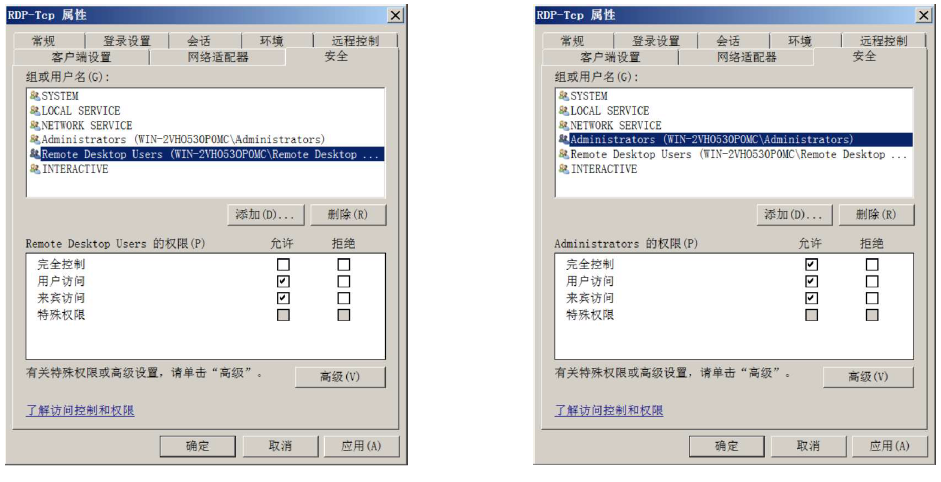 RDP-Tcp 属性
常规 登录设置 会话 环境 远程控制
客户端设置 网络适配器 安全
组或用户名(G):
SYSTEM
LOCAL SERVICE
NETWORK SERVICE
Administrators (WIN-2VHO530P0MC\Administrators)
Remote Desktop Users (WIN-2VHO530P0MC\Remote Desktop ...
INTERACTIVE
添加(D)... 删除(R)
Remote Desktop Users 的权限(P) 允许 拒绝
完全控制
用户访问
来宾访问
特殊权限
有关特殊权限或高级设置，请单击“高级”。
高级(V)
了解访问控制和权限
确定 取消 应用(A)
RDP-Tcp 属性
常规 登录设置 会话 环境 远程控制
客户端设置 网络适配器 安全
组或用户名(G):
SYSTEM
LOCAL SERVICE
NETWORK SERVICE
Administrators (WIN-2VHO530P0MC\Administrators)
Remote Desktop Users (WIN-2VHO530P0MC\Remote Desktop ...
INTERACTIVE
添加(D)... 删除(R)
Administrators 的权限(P) 允许 拒绝
完全控制
用户访问
来宾访问
特殊权限
有关特殊权限或高级设置，请单击“高级”。
高级(V)
了解访问控制和权限
确定 取消 应用(A)